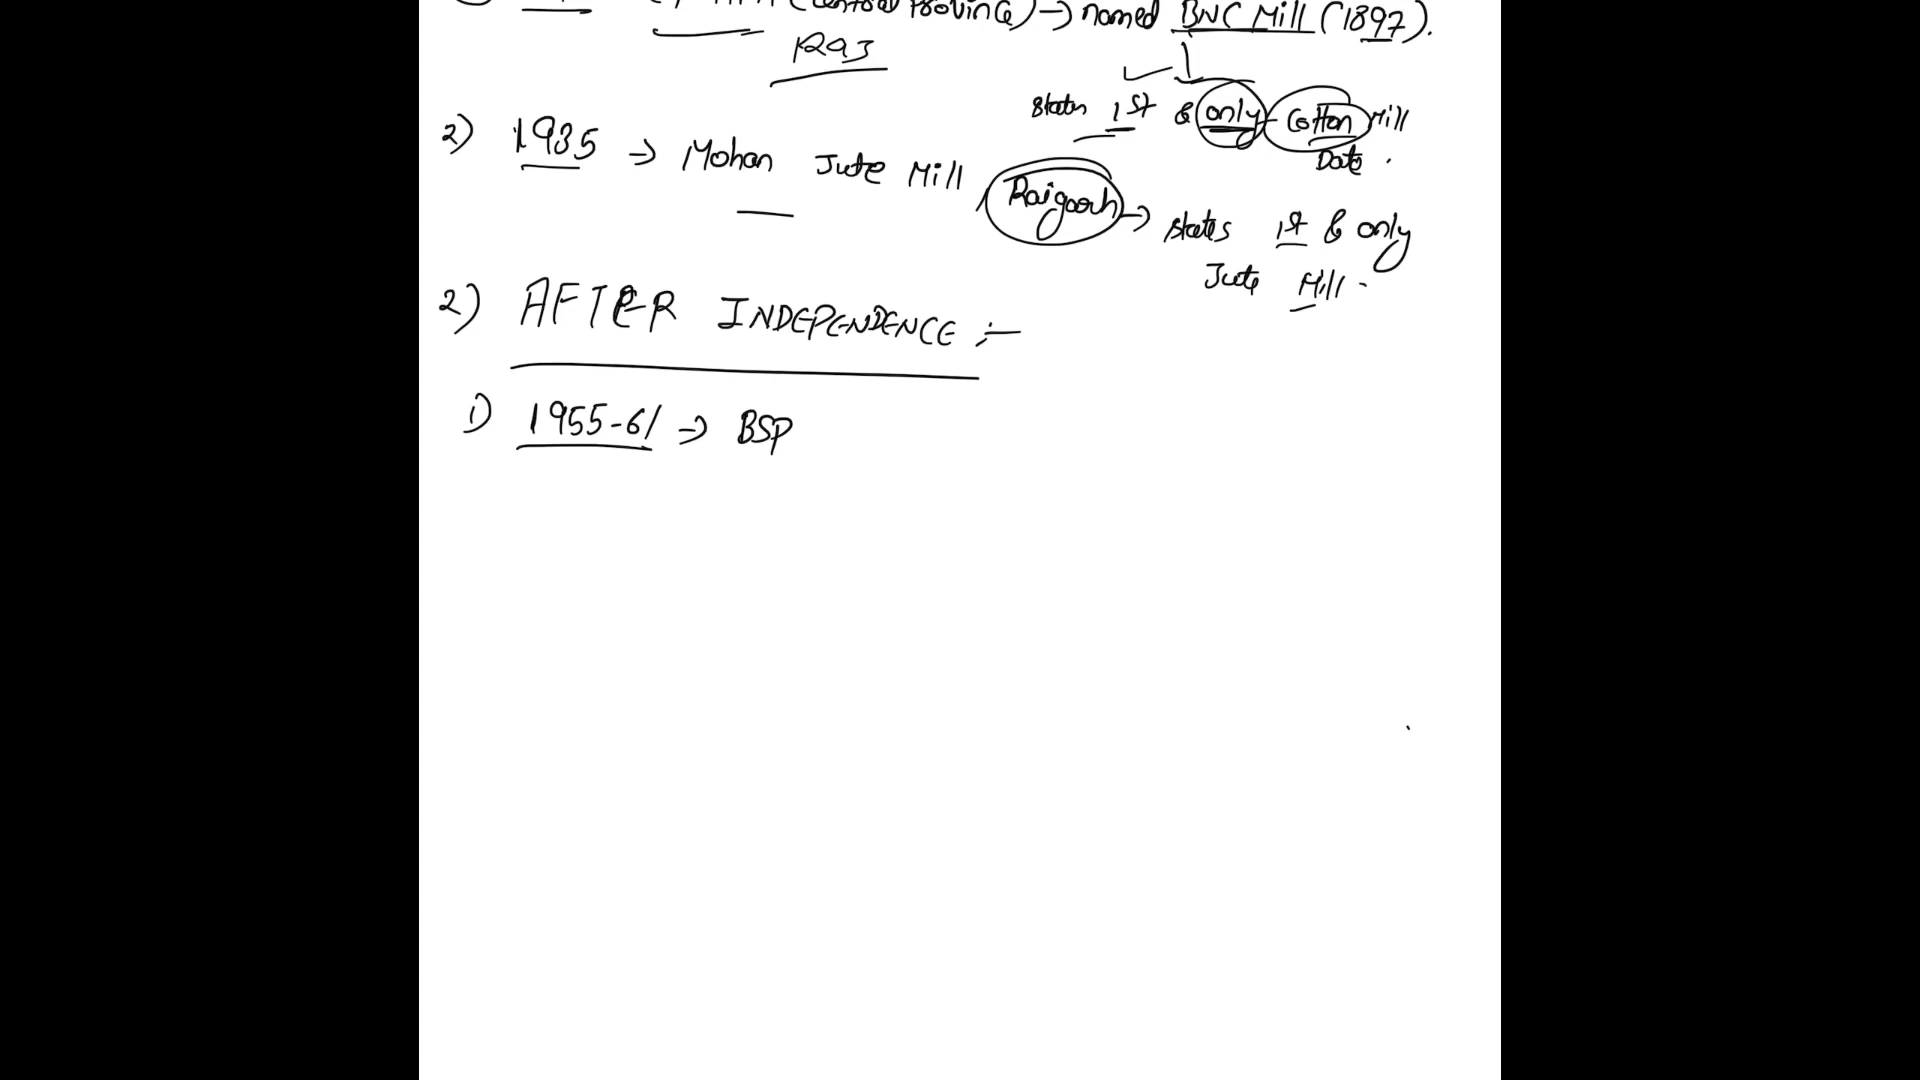 (Central Province) → named BNC Mill (1897).
1893
States 1st & only Cotton Mill
Date .
2) 1935 → Mohan Jute Mill, Raigarh → states 1st & only
Jute Mill .
2) AFTER INDEPENDENCE :-
1) 1955-61 ⇒ BSP